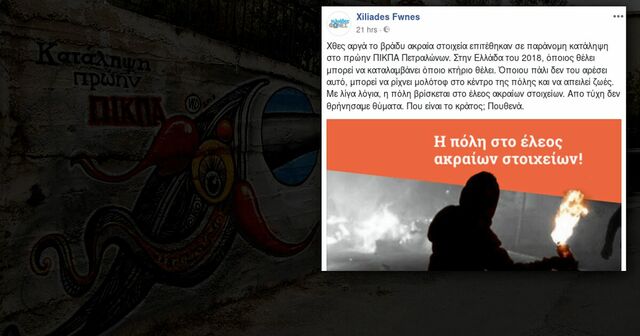 Κατάληψη
πρώην
ΠΙΚΠΑ
Xiliades Fwnes
21 hrs ·
Χθες αργά το βράδυ ακραία στοιχεία επιτέθηκαν σε παράνομη κατάληψη
στο πρώην ΠΙΚΠΑ Πετραλώνων. Στην Ελλάδα του 2018, όποιος θέλει
μπορεί να καταλαμβάνει όποιο κτήριο θέλει. Όποιου πάλι δεν του αρέσει
αυτό, μπορεί να ρίχνει μολότοφ στο κέντρο της πόλης και να απειλεί ζωές.
Με λίγα λόγια, η πόλη βρίσκεται στο έλεος ακραίων στοιχείων. Απο τύχη δεν
θρήνησαμε θύματα. Που είναι το κράτος; Πουθενά.
Η πόλη στο έλεος
ακραίων στοιχείων!